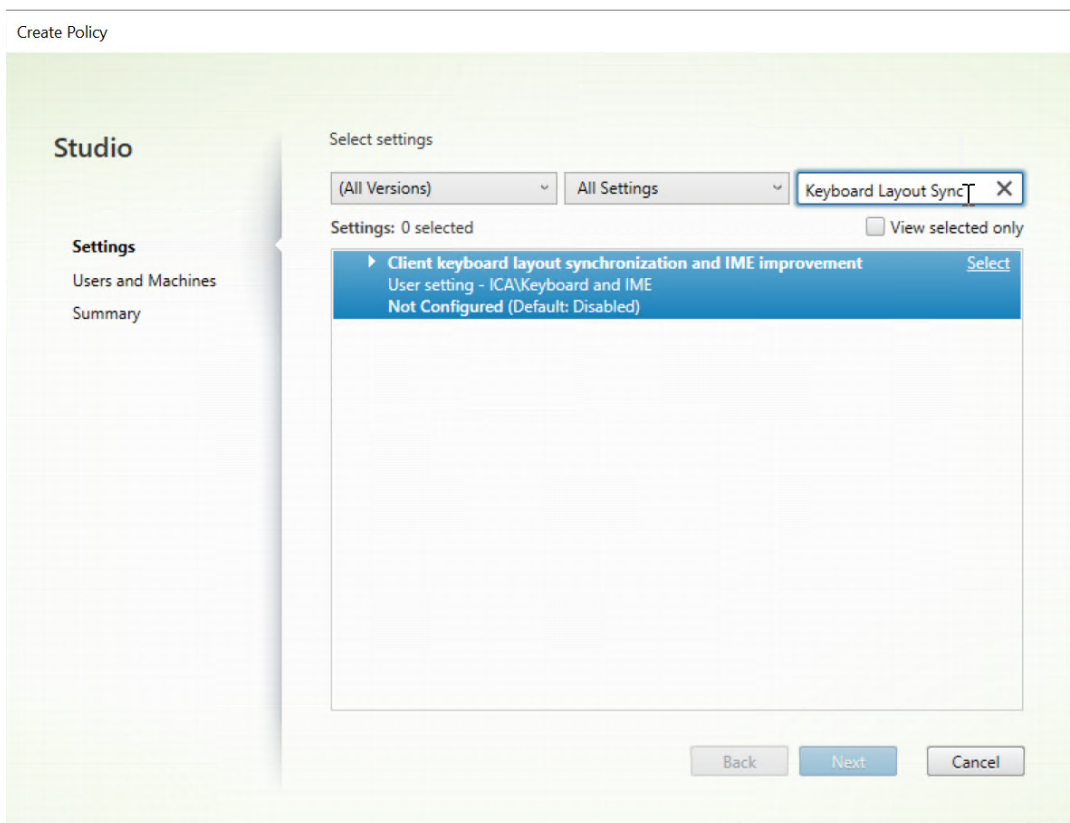 Create Policy
Studio
Settings
Users and Machines
Summary
Select settings
(All Versions) All Settings Keyboard Layout Sync
Settings: 0 selected View selected only
Client keyboard layout synchronization and IME improvement Select
User setting - ICA\Keyboard and IME
Not Configured (Default: Disabled)
Back Next Cancel